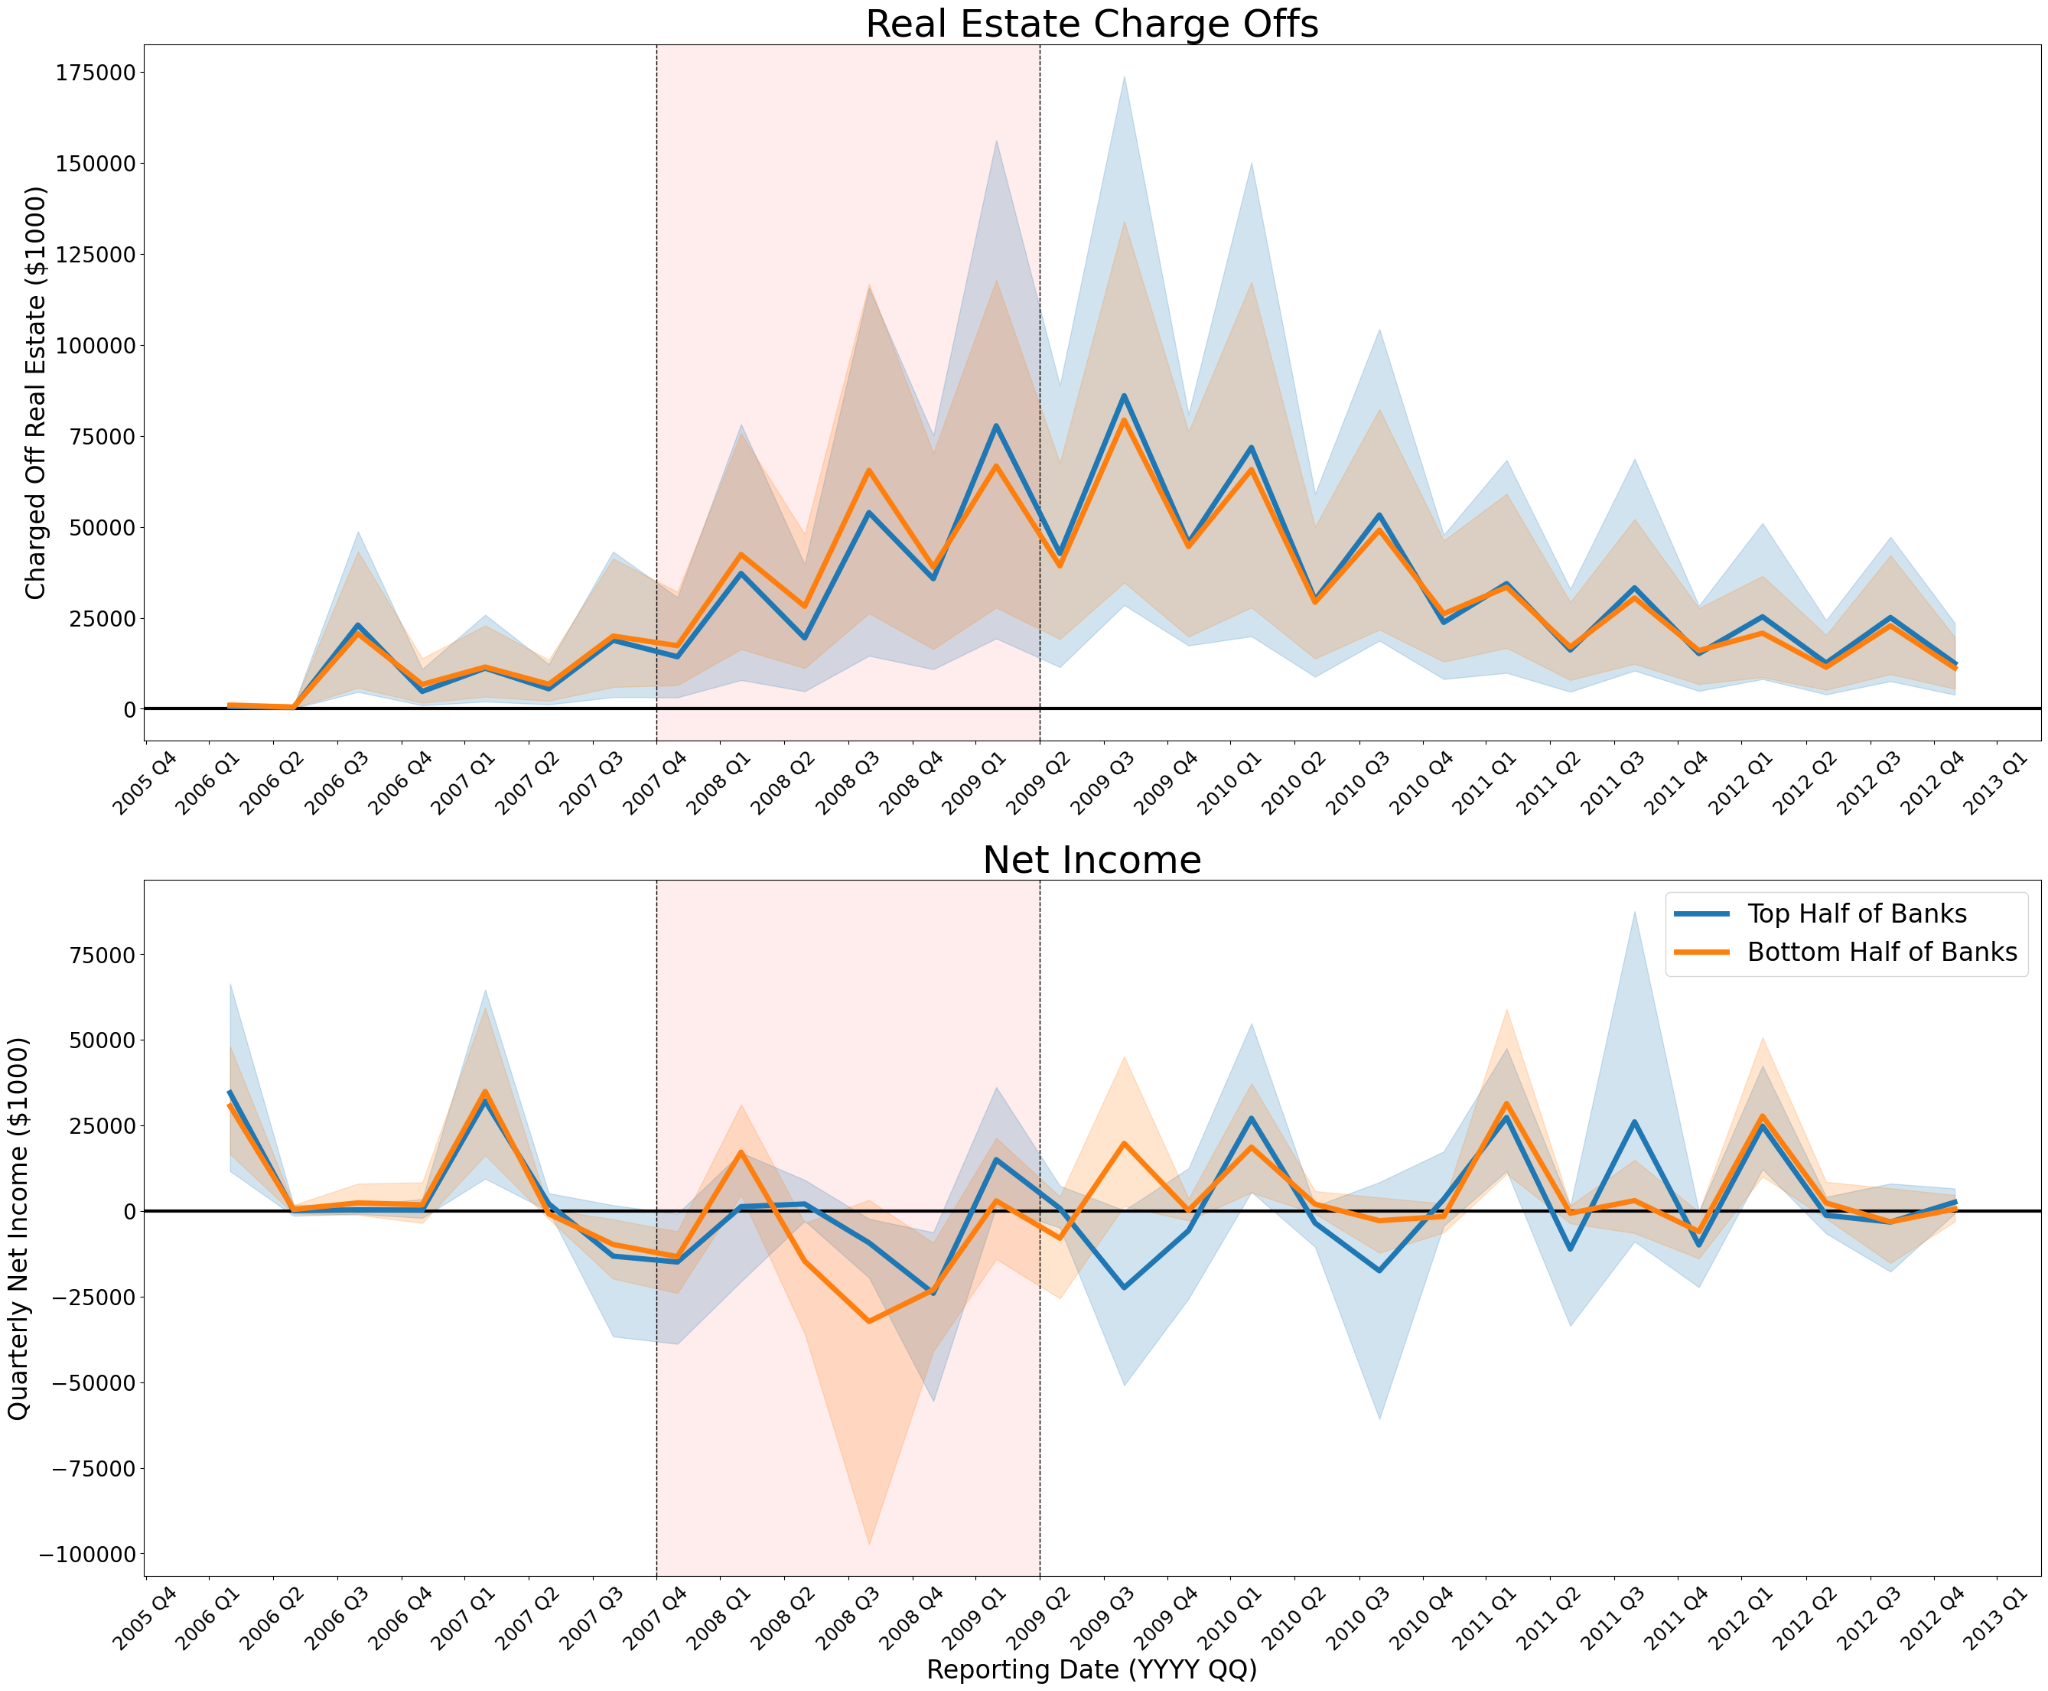 Real Estate Charge Offs
Charged Off Real Estate ($1000)
175000
150000
125000
100000
75000
50000
25000
0
2005 Q4
2006 Q1
2006 Q2
2006 Q3
2006 Q4
2007 Q1
2007 Q2
2007 Q3
2007 Q4
2008 Q1
2008 Q2
2008 Q3
2008 Q4
2009 Q1
2009 Q2
2009 Q3
2009 Q4
2010 Q1
2010 Q2
2010 Q3
2010 Q4
2011 Q1
2011 Q2
2011 Q3
2011 Q4
2012 Q1
2012 Q2
2012 Q3
2012 Q4
2013 Q1
Net Income
Top Half of Banks
Bottom Half of Banks
Quarterly Net Income ($1000)
75000
50000
25000
0
−25000
−50000
−75000
−100000
2005 Q4
2006 Q1
2006 Q2
2006 Q3
2006 Q4
2007 Q1
2007 Q2
2007 Q3
2007 Q4
2008 Q1
2008 Q2
2008 Q3
2008 Q4
2009 Q1
2009 Q2
2009 Q3
2009 Q4
2010 Q1
2010 Q2
2010 Q3
2010 Q4
2011 Q1
2011 Q2
2011 Q3
2011 Q4
2012 Q1
2012 Q2
2012 Q3
2012 Q4
2013 Q1
Reporting Date (YYYY QQ)